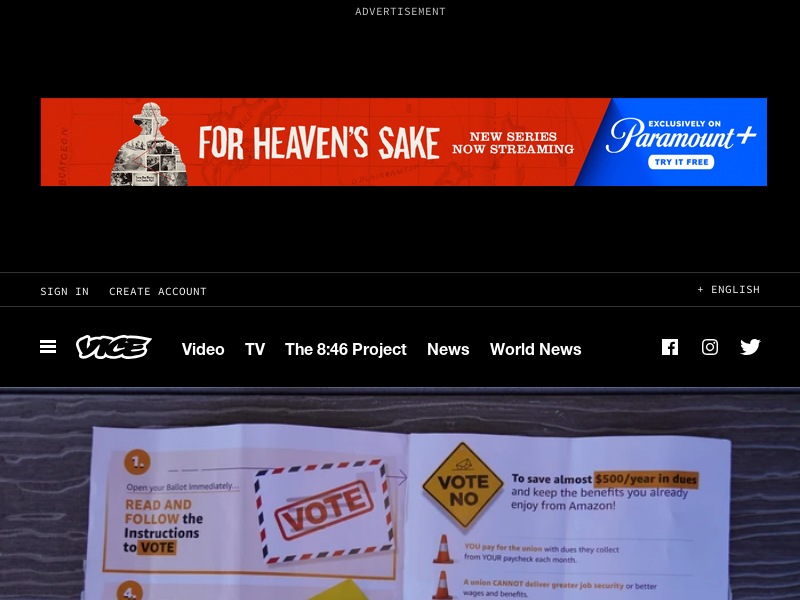 ADVERTISEMENT
FOR HEAVEN'S SAKE
NEW SERIES
NOW STREAMING
EXCLUSIVELY ON
Paramount+
TRY IT FREE
SIGN IN
CREATE ACCOUNT
+ ENGLISH
VICE
Video
TV
The 8:46 Project
News
World News
1.
Open your Ballot immediately...
READ AND
FOLLOW the
Instructions
to VOTE
VOTE
4.
VOTE
NO
To save almost $500/year in dues
and keep the benefits you already
enjoy from Amazon!
YOU pay for the union with dues they collect
from YOUR paycheck each month.
A union CANNOT deliver greater job security or better
wages and benefits.